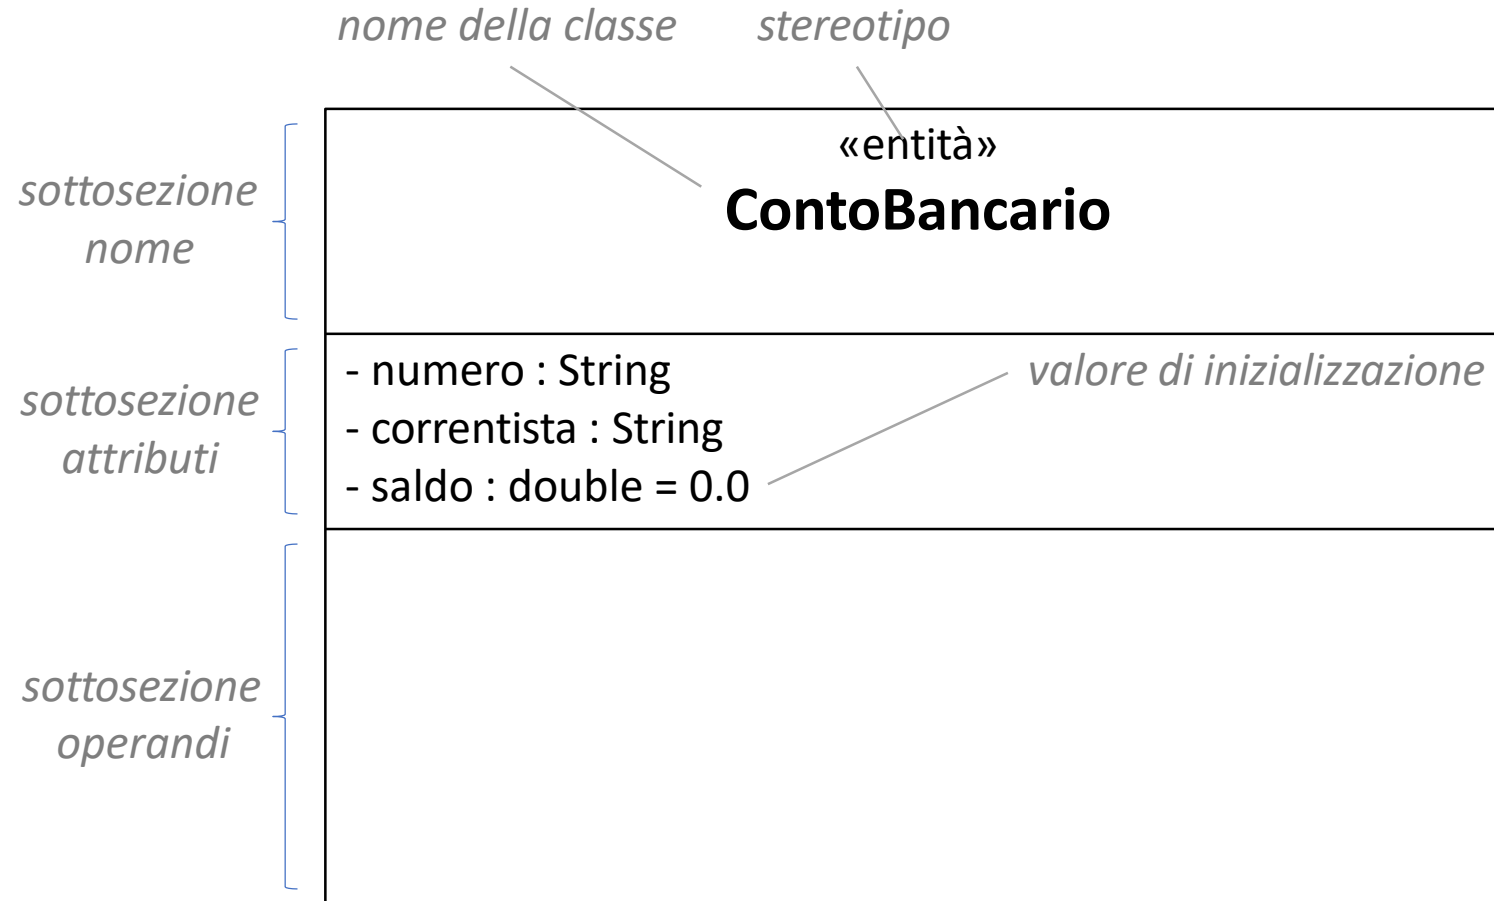 nome della classe
stereotipo
«entità»
ContoBancario
sottosezione
nome
- numero : String
- correntista : String
- saldo : double = 0.0
valore di inizializzazione
sottosezione
attributi
sottosezione
operandi